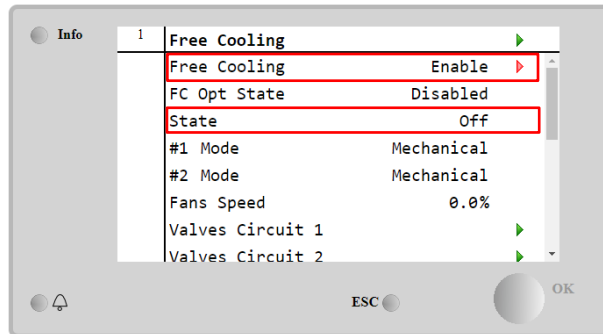 Info
1 Free Cooling
Free Cooling Enable
FC Opt State Disabled
State Off
#1 Mode Mechanical
#2 Mode Mechanical
Fans Speed 0.0%
Valves Circuit 1
Valves Circuit 2
ESC
OK